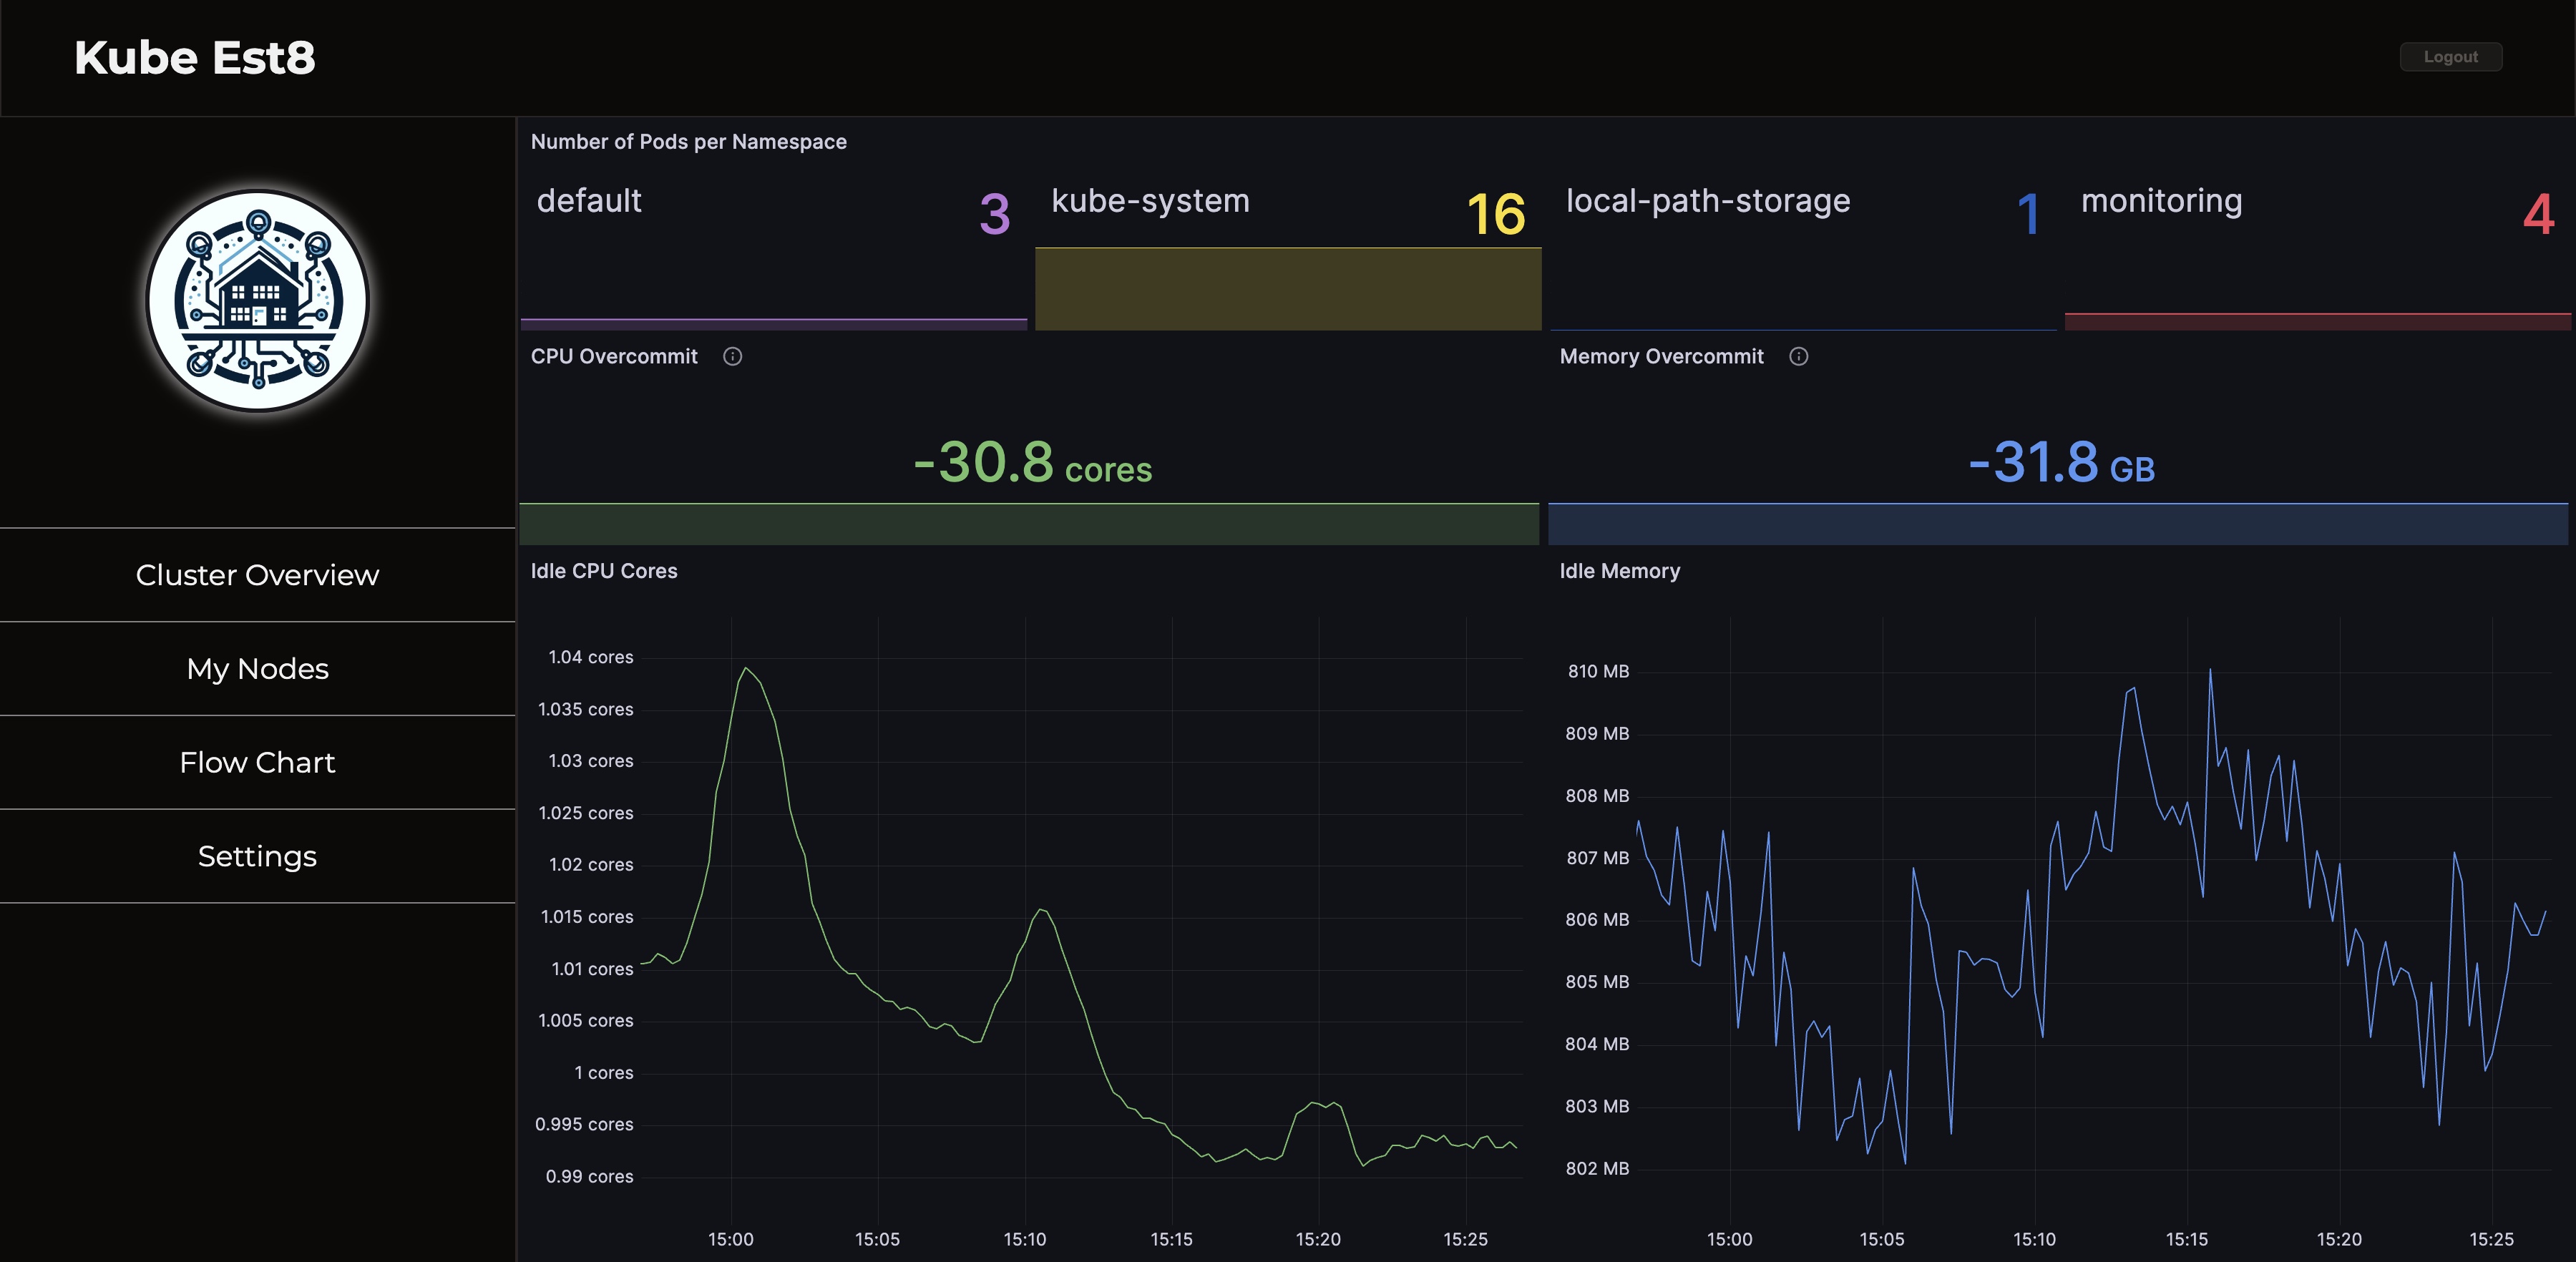 Kube Est8
Logout
Cluster Overview
My Nodes
Flow Chart
Settings
Number of Pods per Namespace
default
3
kube-system
16
local-path-storage
1
monitoring
4
CPU Overcommit
-30.8 cores
Memory Overcommit
-31.8 GB
Idle CPU Cores
1.04 cores
1.035 cores
1.03 cores
1.025 cores
1.02 cores
1.015 cores
1.01 cores
1.005 cores
1 cores
0.995 cores
0.99 cores
15:00
15:05
15:10
15:15
15:20
15:25
Idle Memory
810 MB
809 MB
808 MB
807 MB
806 MB
805 MB
804 MB
803 MB
802 MB
15:00
15:05
15:10
15:15
15:20
15:25